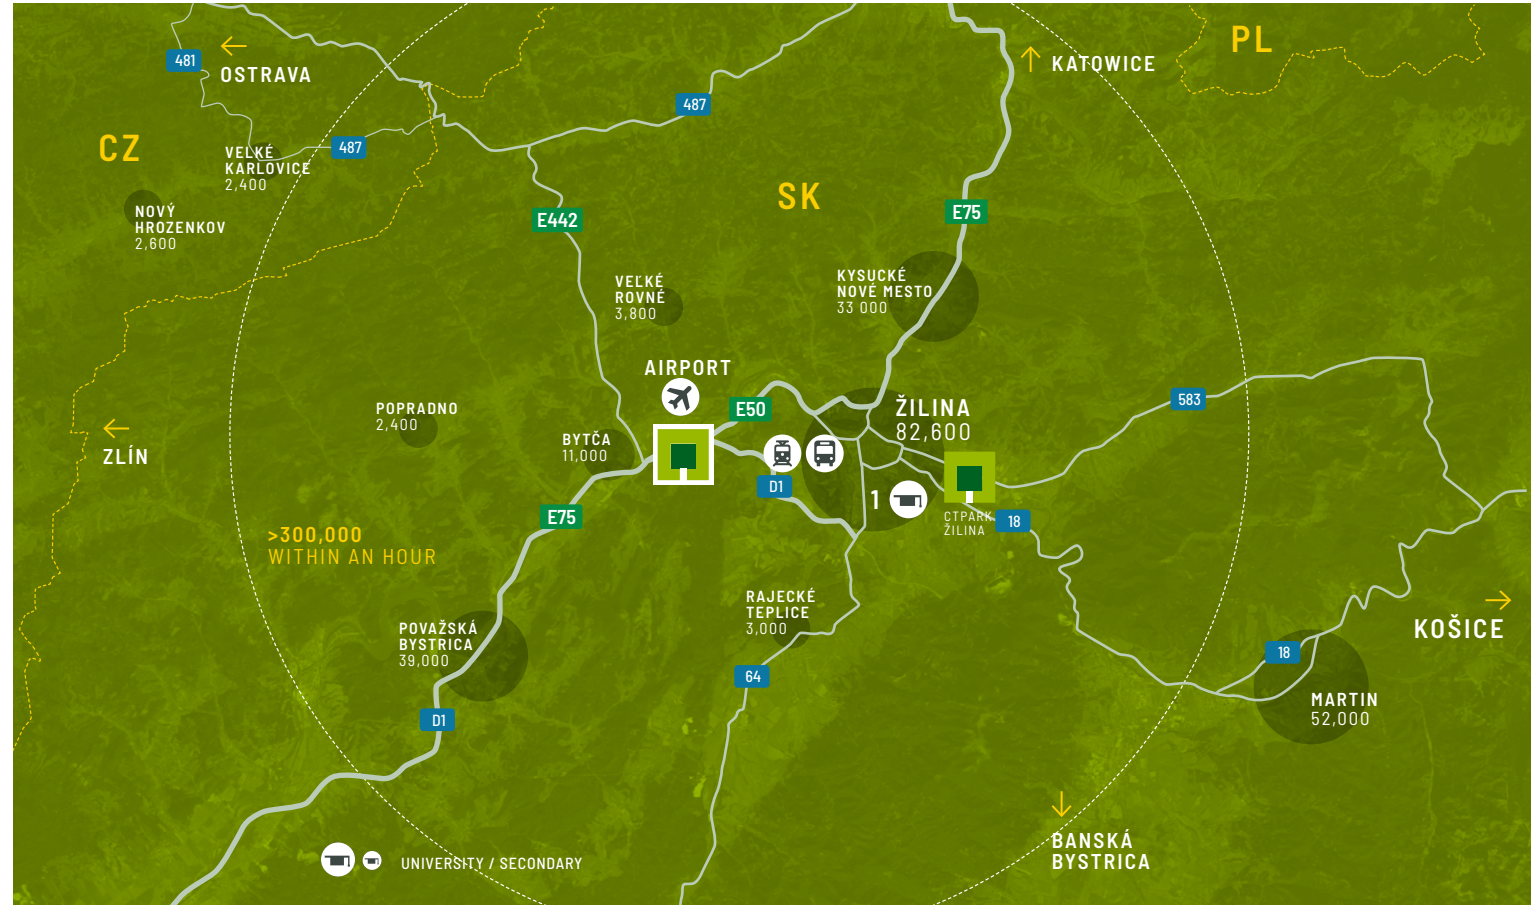 PL
481
OSTRAVA
KATOWICE
487
CZ
487
VELKÉ
KARLOVICE
2,400
SK
NOVÝ
HROZENKOV
2,600
E442
E75
VEĽKÉ
ROVNÉ
3,800
KYSUCKÉ
NOVÉ MESTO
33 000
AIRPORT
583
POPRADNO
2,400
E50
ŽILINA
82,600
BYTČA
11,000
ZLÍN
D1
1
CTPARK
ŽILINA
18
E75
>300,000
WITHIN AN HOUR
RAJECKÉ
TEPLICE
3,000
KOŠICE
POVAŽSKÁ
BYSTRICA
39,000
18
64
MARTIN
52,000
D1
BANSKÁ
BYSTRICA
UNIVERSITY / SECONDARY